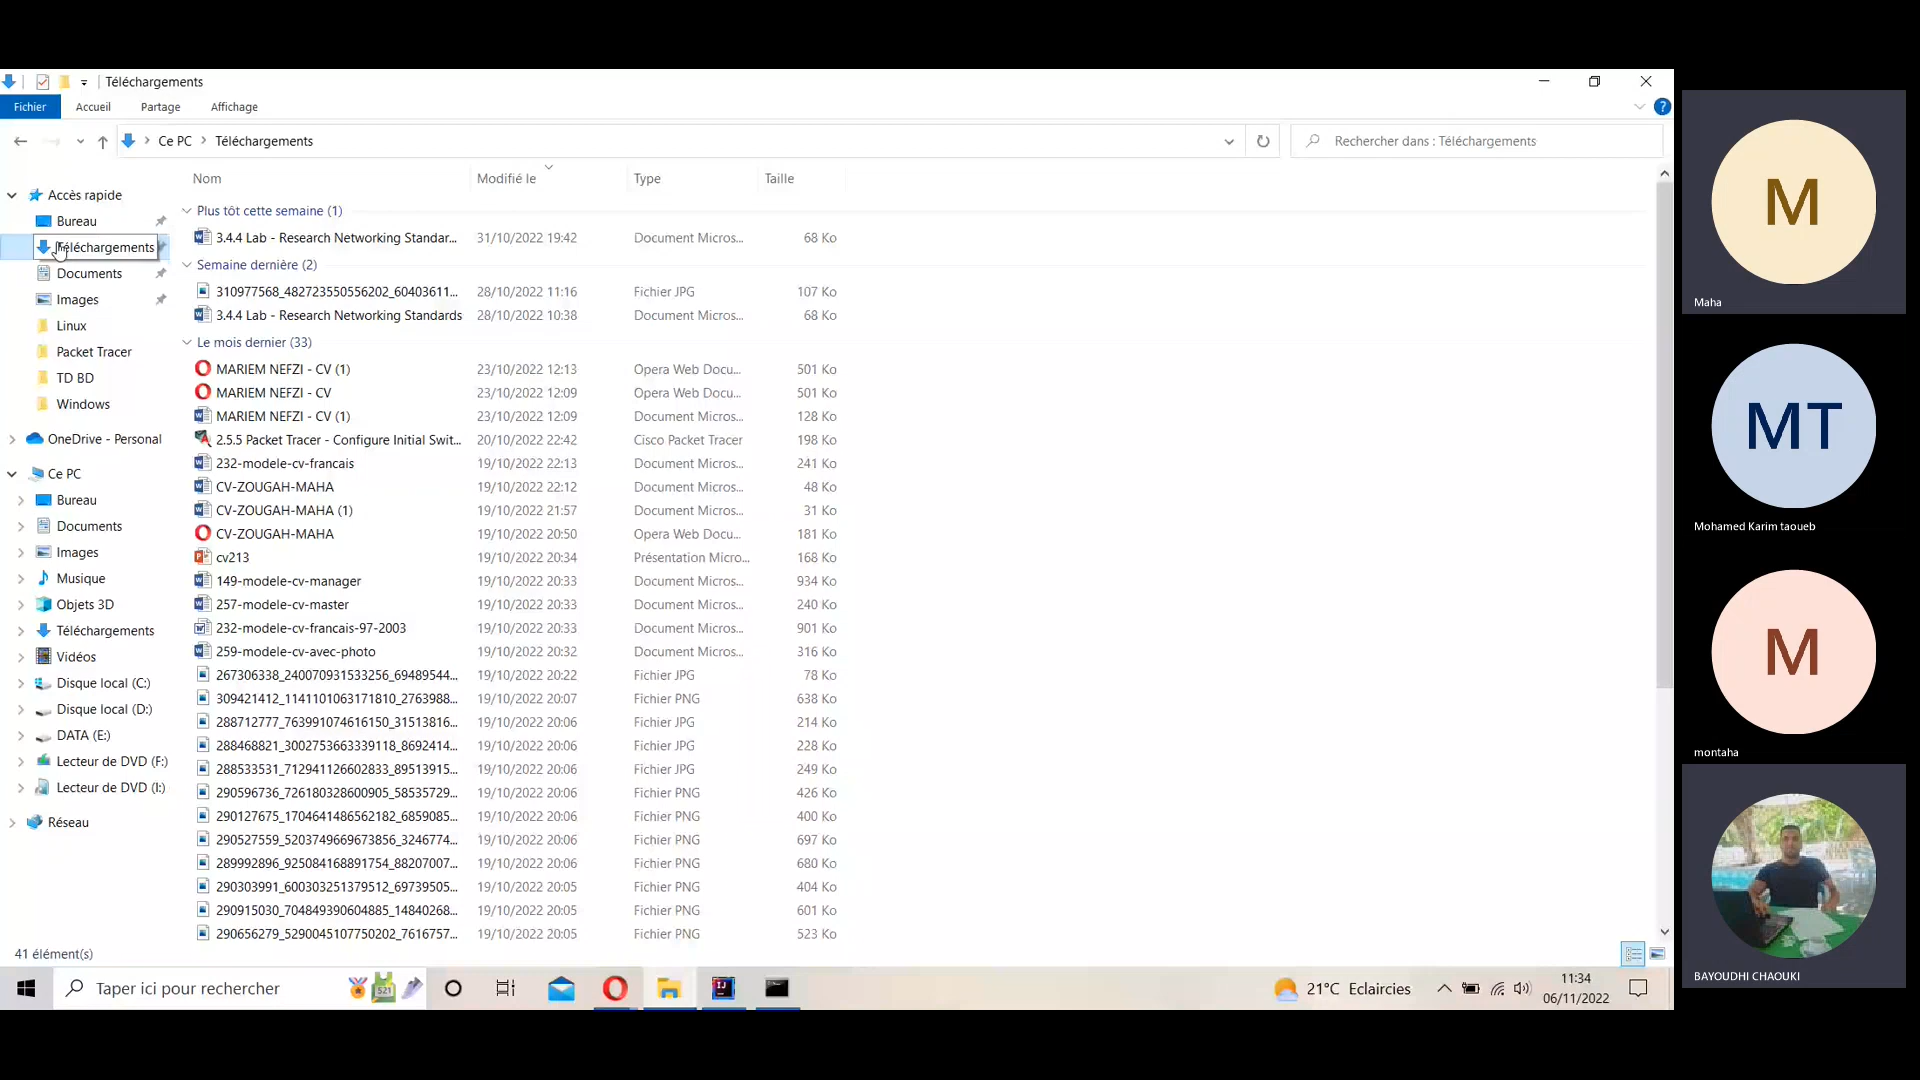 Téléchargements
Fichier Accueil Partage Affichage
Ce PC Téléchargements
Rechercher dans : Téléchargements
Nom Modifié le Type Taille
Accès rapide
Bureau
Téléchargements
Documents
Images
Linux
Packet Tracer
TD BD
Windows
OneDrive - Personal
Ce PC
Bureau
Documents
Images
Musique
Objets 3D
Téléchargements
Vidéos
Disque local (C:)
Disque local (D:)
DATA (E:)
Lecteur de DVD (F:)
Lecteur de DVD (I:)
Réseau
Plus tôt cette semaine (1)
3.4.4 Lab - Research Networking Standar... 31/10/2022 19:42 Document Micros... 68 Ko
Semaine dernière (2)
310977568_482723550556202_60403611... 28/10/2022 11:16 Fichier JPG 107 Ko
3.4.4 Lab - Research Networking Standards 28/10/2022 10:38 Document Micros... 68 Ko
Le mois dernier (33)
MARIEM NEFZI - CV (1) 23/10/2022 12:13 Opera Web Docu... 501 Ko
MARIEM NEFZI - CV 23/10/2022 12:09 Opera Web Docu... 501 Ko
MARIEM NEFZI - CV (1) 23/10/2022 12:09 Document Micros... 128 Ko
2.5.5 Packet Tracer - Configure Initial Swit... 20/10/2022 22:42 Cisco Packet Tracer 198 Ko
232-modele-cv-francais 19/10/2022 22:13 Document Micros... 241 Ko
CV-ZOUGAH-MAHA 19/10/2022 22:12 Document Micros... 48 Ko
CV-ZOUGAH-MAHA (1) 19/10/2022 21:57 Document Micros... 31 Ko
CV-ZOUGAH-MAHA 19/10/2022 20:50 Opera Web Docu... 181 Ko
cv213 19/10/2022 20:34 Présentation Micro... 168 Ko
149-modele-cv-manager 19/10/2022 20:33 Document Micros... 934 Ko
257-modele-cv-master 19/10/2022 20:33 Document Micros... 240 Ko
232-modele-cv-francais-97-2003 19/10/2022 20:33 Document Micros... 901 Ko
259-modele-cv-avec-photo 19/10/2022 20:32 Document Micros... 316 Ko
267306338_240070931533256_69489544... 19/10/2022 20:22 Fichier JPG 78 Ko
309421412_1141101063171810_2763988... 19/10/2022 20:07 Fichier PNG 638 Ko
288712777_763991074616150_31513816... 19/10/2022 20:06 Fichier JPG 214 Ko
288468821_3002753663339118_8692414... 19/10/2022 20:06 Fichier JPG 228 Ko
288533531_712941126602833_89513915... 19/10/2022 20:06 Fichier JPG 249 Ko
290596736_726180328600905_58535729... 19/10/2022 20:06 Fichier PNG 426 Ko
290127675_1704641486562182_6859085... 19/10/2022 20:06 Fichier PNG 400 Ko
290527559_5203749669673856_3246774... 19/10/2022 20:06 Fichier PNG 697 Ko
289992896_925084168891754_88207007... 19/10/2022 20:06 Fichier PNG 680 Ko
290303991_600303251379512_69739505... 19/10/2022 20:05 Fichier PNG 404 Ko
290915030_704849390604885_14840268... 19/10/2022 20:05 Fichier PNG 601 Ko
290656279_5290045107750202_7616757... 19/10/2022 20:05 Fichier PNG 523 Ko
41 élément(s)
Taper ici pour rechercher
521
IJ
21°C Eclaircies
11:34
06/11/2022
M
Maha
MT
Mohamed Karim taoueb
M
montaha
BAYOUDHI CHAOUKI